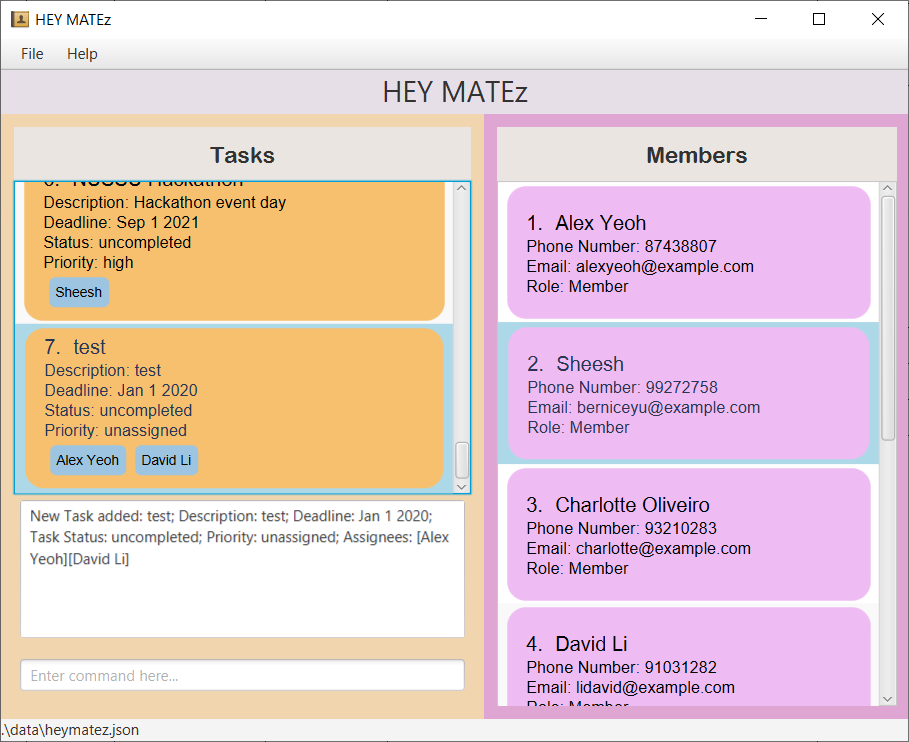 HEY MATEz
File Help
HEY MATEz
Tasks
6. NUSSU Hackathon
Description: Hackathon event day
Deadline: Sep 1 2021
Status: uncompleted
Priority: high
Sheesh
7. test
Description: test
Deadline: Jan 1 2020
Status: uncompleted
Priority: unassigned
Alex Yeoh David Li
New Task added: test; Description: test; Deadline: Jan 1 2020;
Task Status: uncompleted; Priority: unassigned; Assignees: [Alex
Yeoh][David Li]
Enter command here...
Members
1. Alex Yeoh
Phone Number: 87438807
Email: alexyeoh@example.com
Role: Member
2. Sheesh
Phone Number: 99272758
Email: berniceyu@example.com
Role: Member
3. Charlotte Oliveiro
Phone Number: 93210283
Email: charlotte@example.com
Role: Member
4. David Li
Phone Number: 91031282
Email: lidavid@example.com
Role: Member
.\data\heymatez.json